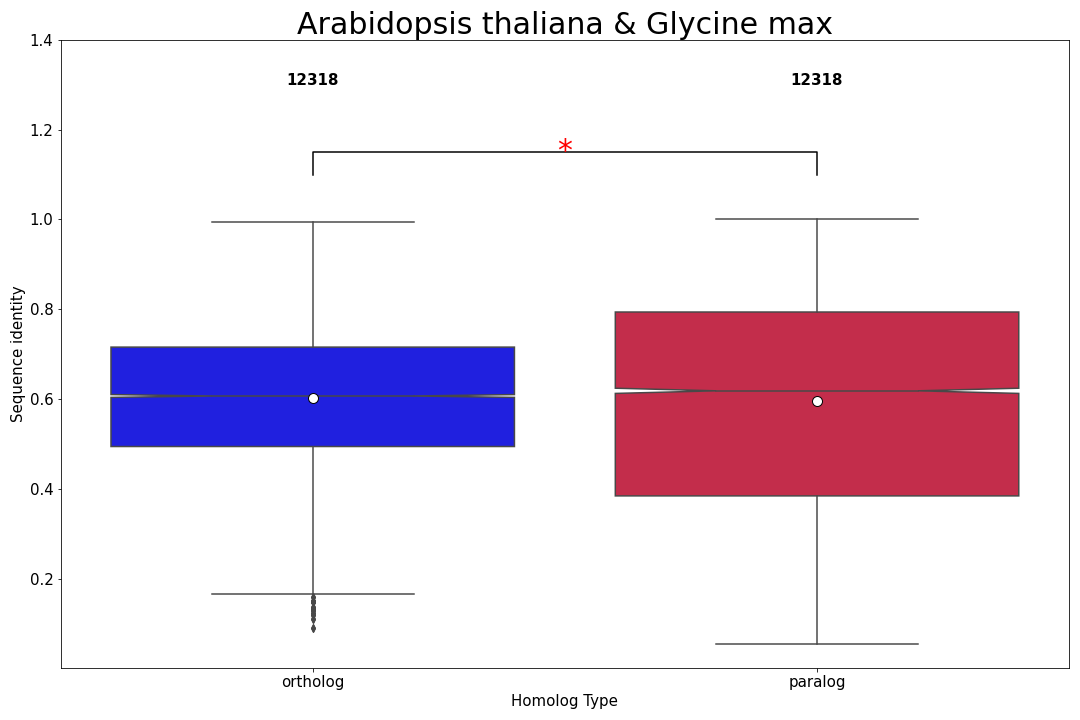 Arabidopsis thaliana & Glycine max
1.4
12318 12318
1.2
*
1.0
0.8
Sequence identity
0.6
0.4
0.2
ortholog paralog
Homolog Type